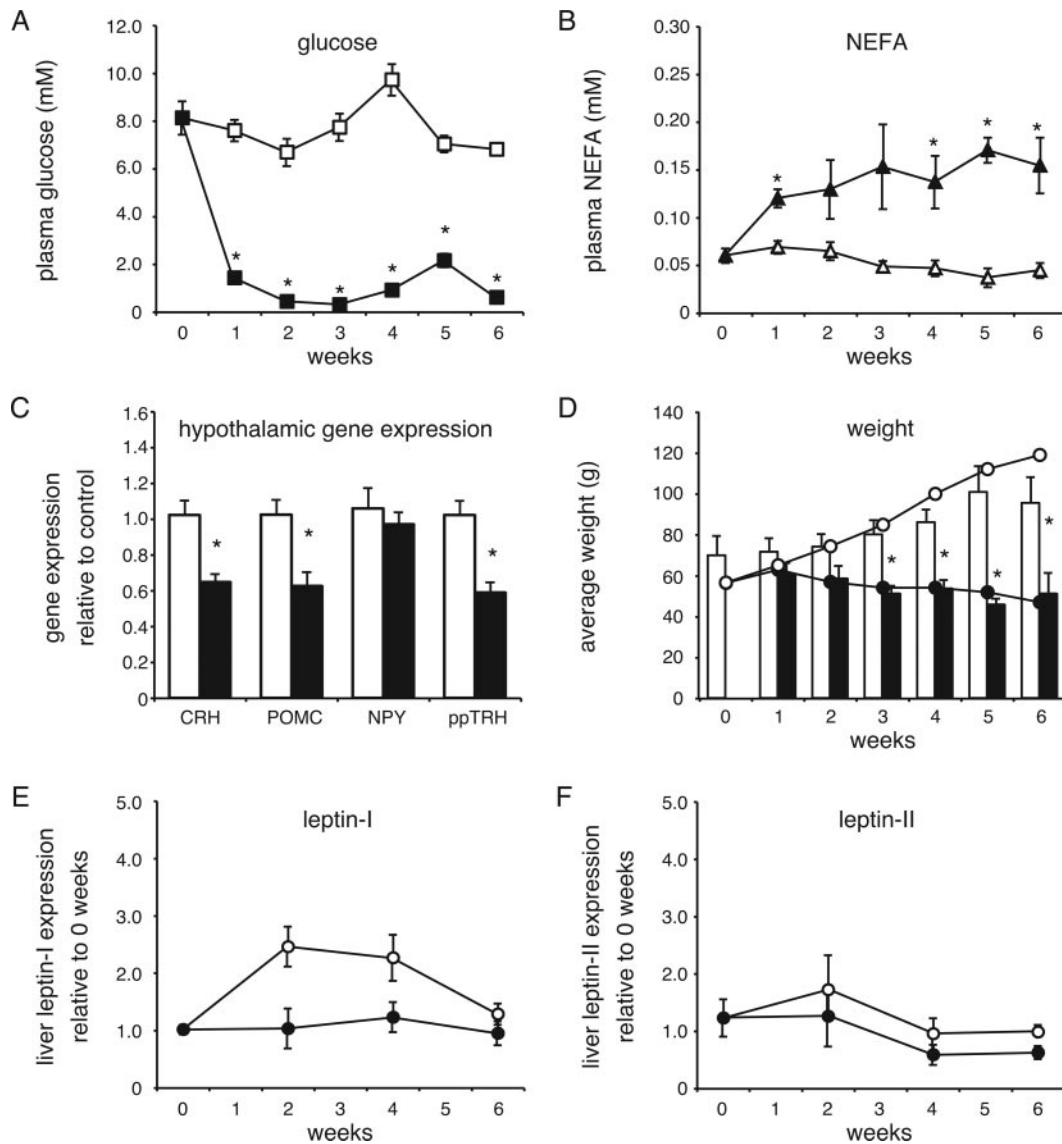 A
glucose
plasma glucose (mM)
12.0
10.0
8.0
6.0
4.0
2.0
0
* * * * * *
0 1 2 3 4 5 6
weeks
B
NEFA
plasma NEFA (mM)
0.30
0.25
0.20
0.15
0.10
0.05
0.00
* * * *
0 1 2 3 4 5 6
weeks
C
hypothalamic gene expression
gene expression
relative to control
1.6
1.4
1.2
1.0
0.8
0.6
0.4
0.2
0.0
* * *
CRH POMC NPY ppTRH
D
weight
average weight (g)
140
120
100
80
60
40
20
0
* * * *
0 1 2 3 4 5 6
weeks
E
leptin-I
liver leptin-I expression
relative to 0 weeks
5.0
4.0
3.0
2.0
1.0
0.0
0 1 2 3 4 5 6
weeks
F
leptin-II
liver leptin-II expression
relative to 0 weeks
5.0
4.0
3.0
2.0
1.0
0.0
0 1 2 3 4 5 6
weeks